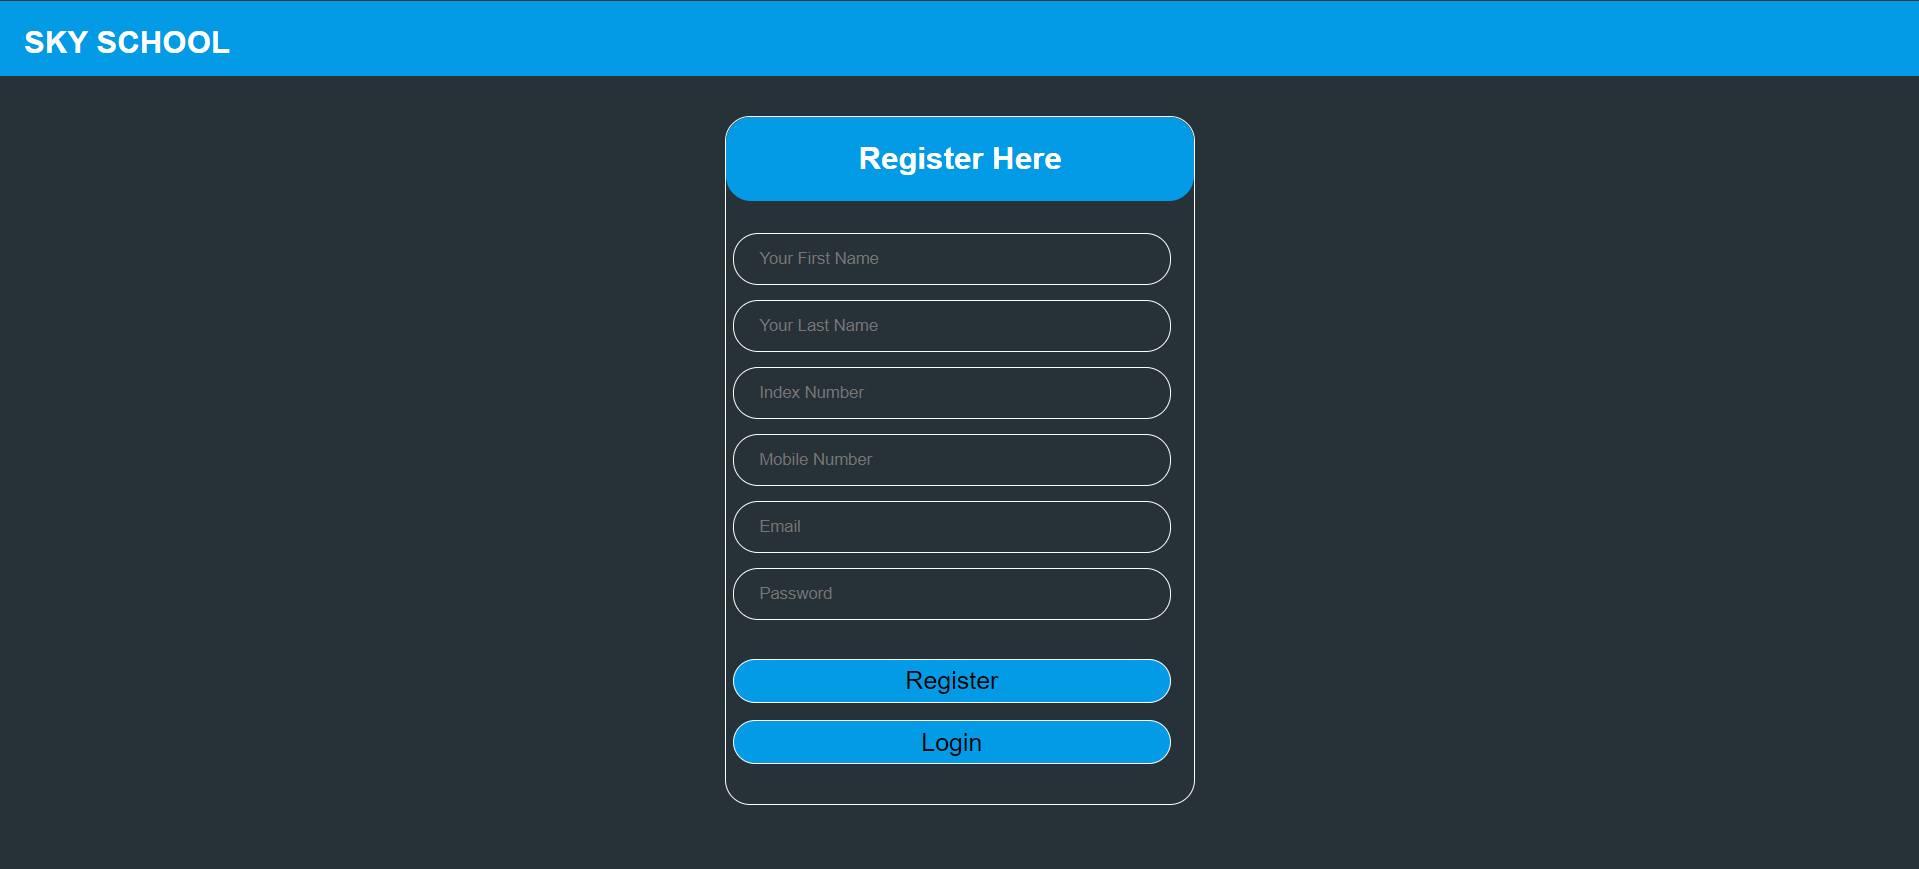 SKY SCHOOL
Register Here
Your First Name
Your Last Name
Index Number
Mobile Number
Email
Password
Register
Login